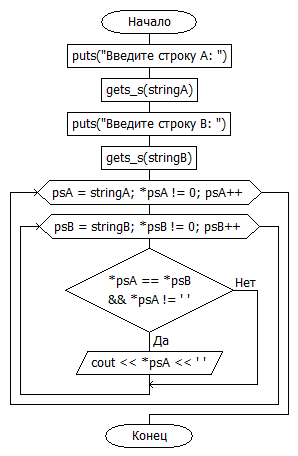 Начало
puts("Введите строку A: ")
gets_s(stringA)
puts("Введите строку B: ")
gets_s(stringB)
psA = stringA; *psA != 0; psA++
psB = stringB; *psB != 0; psB++
*psA == *psB
&& *psA != ' '
Нет
Да
cout << *psA << ' '
Конец